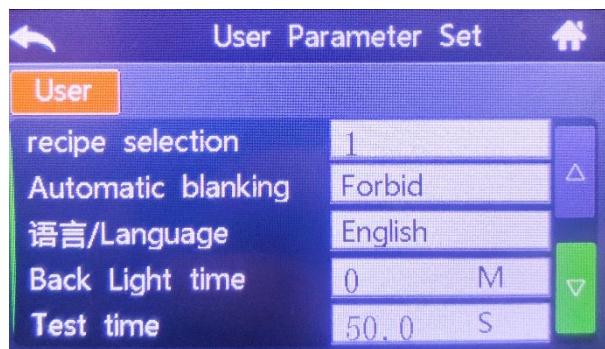 User Parameter Set
User
recipe selection 1
Automatic blanking Forbid
语言/Language English
Back Light time 0 M
Test time 50.0 S